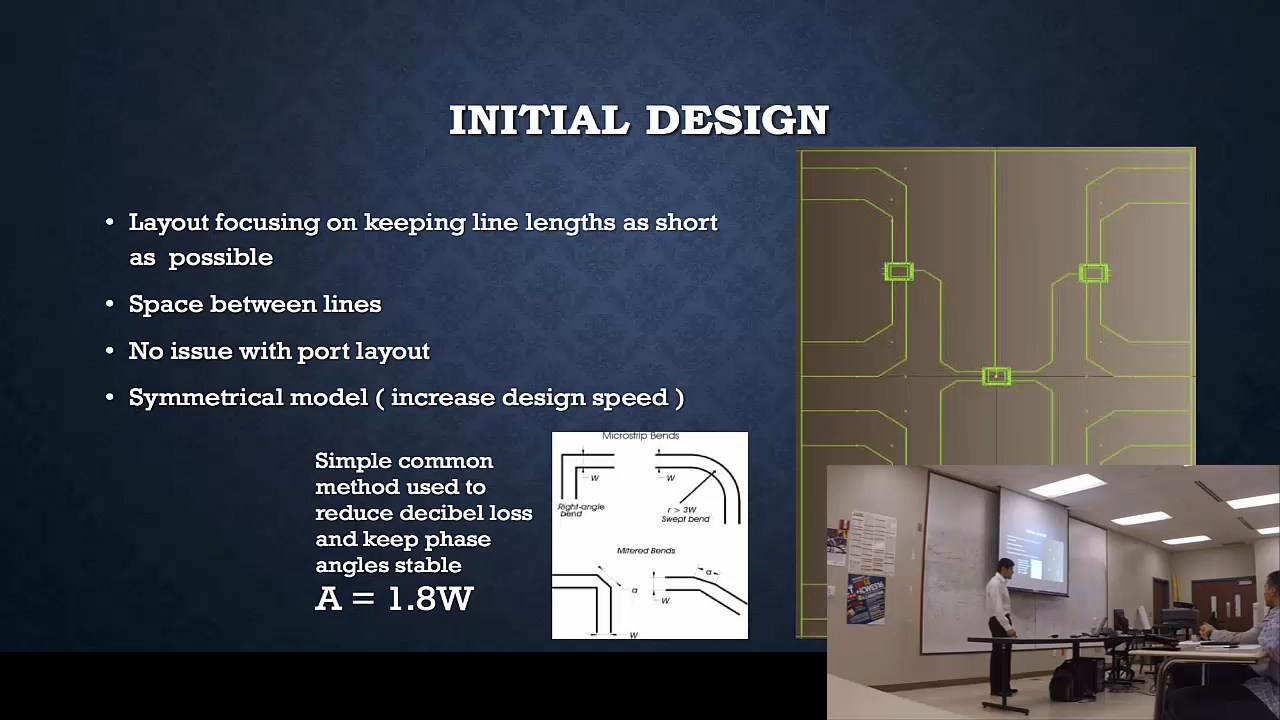 INITIAL DESIGN
• Layout focusing on keeping line lengths as short
as possible
• Space between lines
• No issue with port layout
• Symmetrical model ( increase design speed )
Simple common
method used to
reduce decibel loss
and keep phase
angles stable
A = 1.8W
Microstrip Bends
W
W
Right-angle
bend
r > 3W
Swept bend
Mitered Bends
a
a
W
W